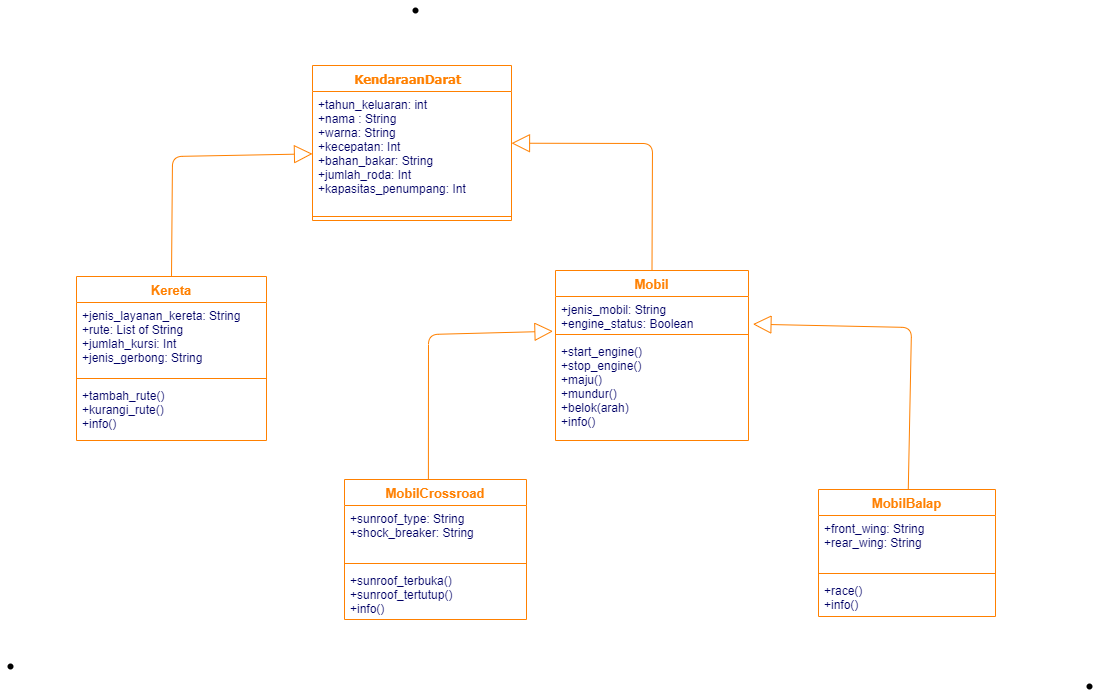 KendaraanDarat
+tahun_keluaran: int
+nama : String
+warna: String
+kecepatan: Int
+bahan_bakar: String
+jumlah_roda: Int
+kapasitas_penumpang: Int
Kereta
+jenis_layanan_kereta: String
+rute: List of String
+jumlah_kursi: Int
+jenis_gerbong: String
+tambah_rute()
+kurangi_rute()
+info()
Mobil
+jenis_mobil: String
+engine_status: Boolean
+start_engine()
+stop_engine()
+maju()
+mundur()
+belok(arah)
+info()
MobilCrossroad
+sunroof_type: String
+shock_breaker: String
+sunroof_terbuka()
+sunroof_tertutup()
+info()
MobilBalap
+front_wing: String
+rear_wing: String
+race()
+info()